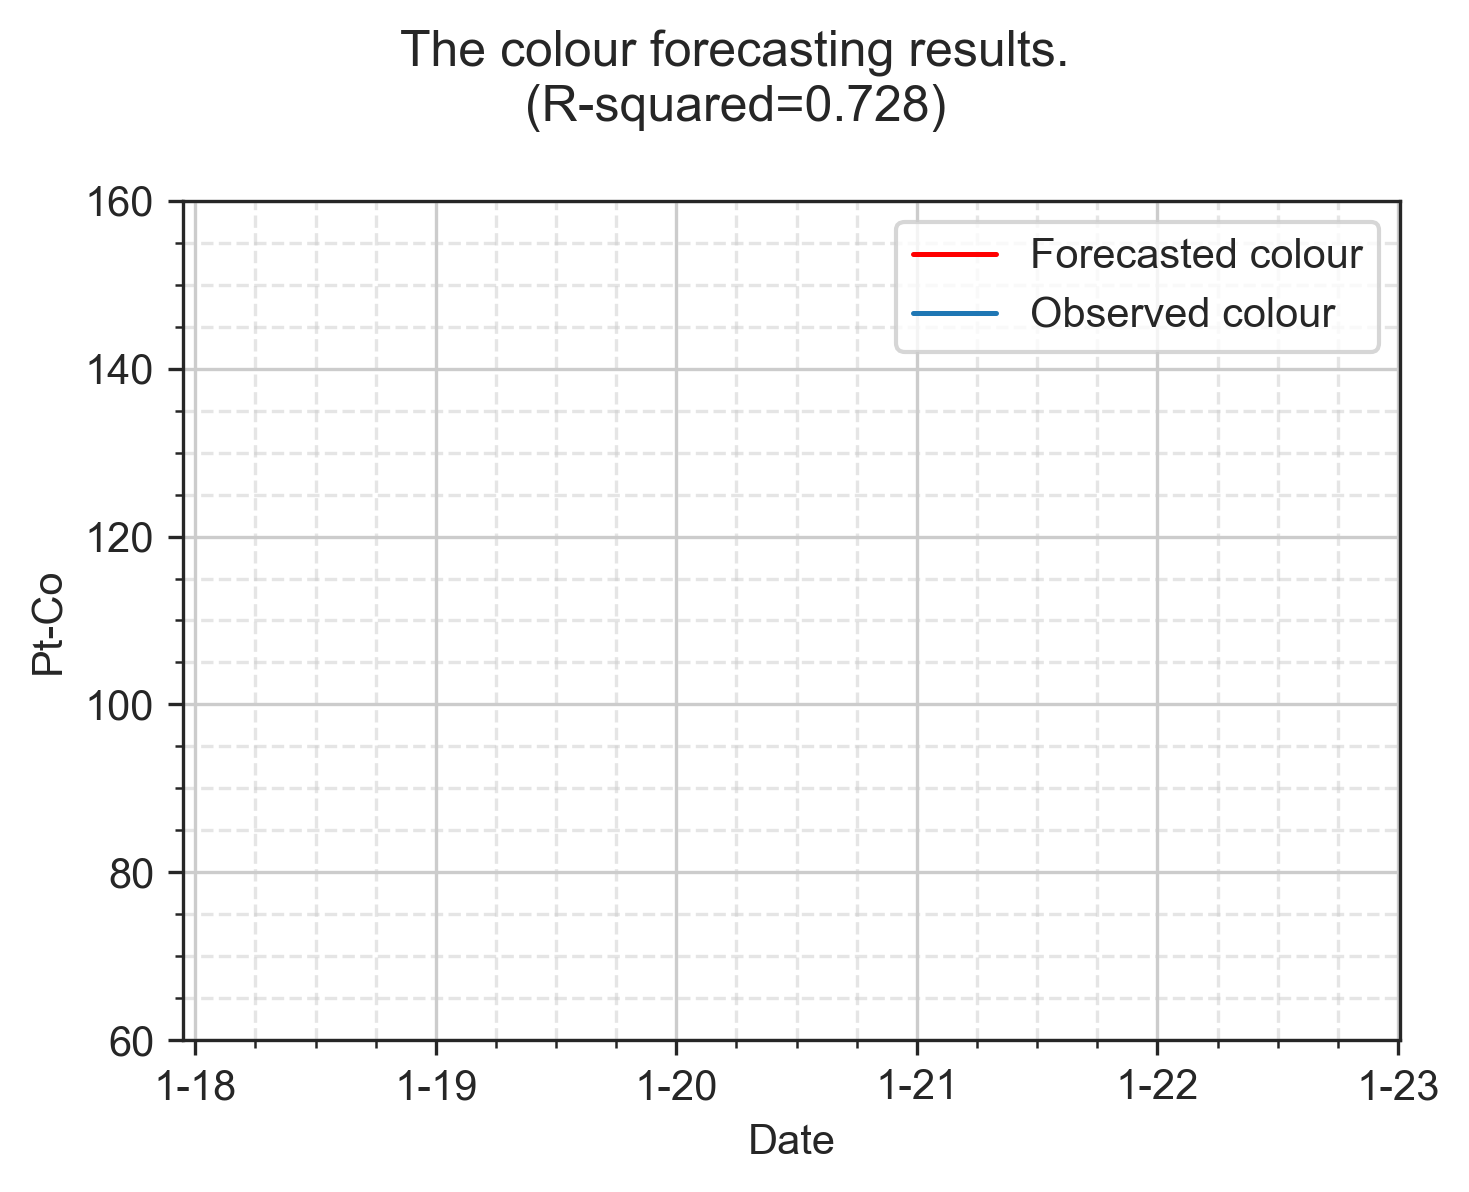 The colour forecasting results.
(R-squared=0.728)
Forecasted colour
Observed colour
160
140
120
100
80
60
Pt-Co
1-18 1-19 1-20 1-21 1-22 1-23
Date